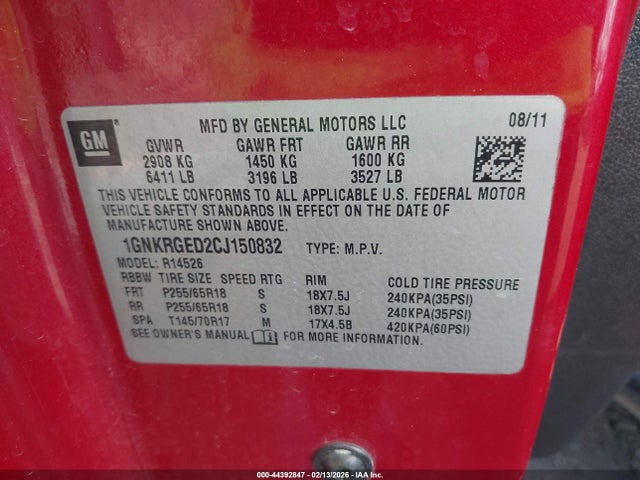 GM
MFD BY GENERAL MOTORS LLC 08/11
GVWR GAWR FRT GAWR RR
2908 KG 1450 KG 1600 KG
6411 LB 3196 LB 3527 LB
THIS VEHICLE CONFORMS TO ALL APPLICABLE U.S. FEDERAL MOTOR
VEHICLE SAFETY STANDARDS IN EFFECT ON THE DATE OF
MANUFACTURE SHOWN ABOVE.
1GNKRGED2CJ150832 TYPE: M.P.V.
MODEL: R14526
RBBW TIRE SIZE SPEED RTG RIM COLD TIRE PRESSURE
FRT P255/65R18 S 18X7.5J 240KPA(35PSI)
RR P255/65R18 S 18X7.5J 240KPA(35PSI)
SPA T145/70R17 M 17X4.5B 420KPA(60PSI)
SEE OWNER'S MANUAL FOR MORE INFORMATION.
000-44392847 - 02/13/2026 - IAAI.COM